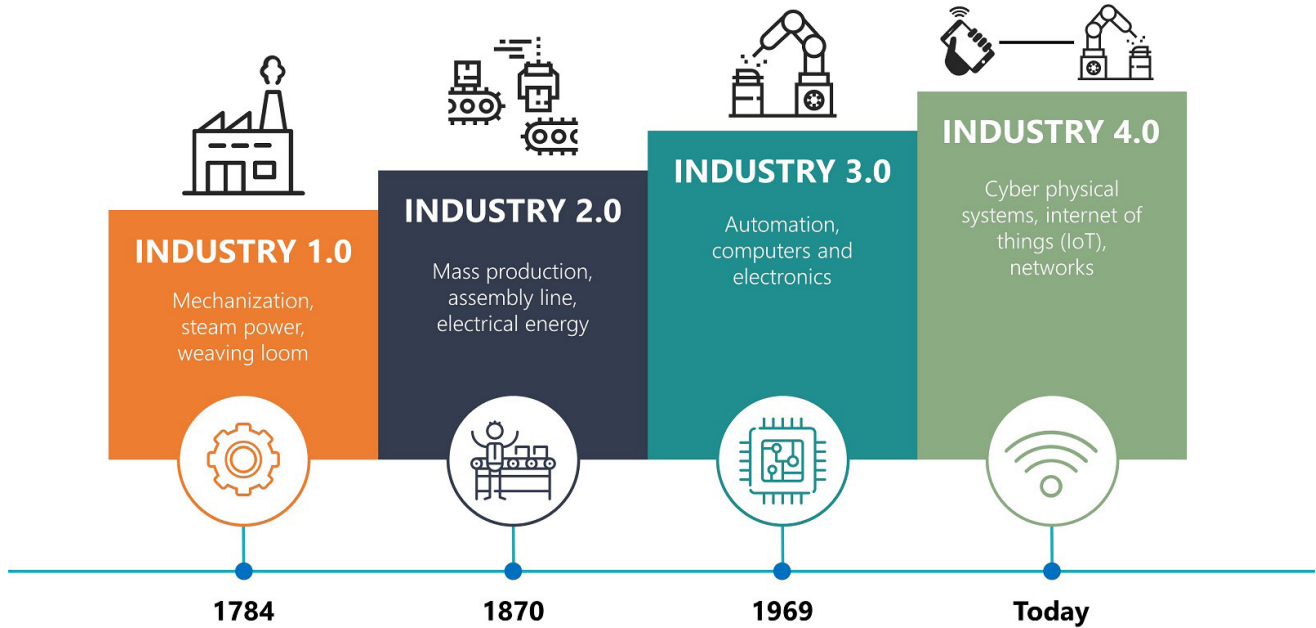 INDUSTRY 1.0
Mechanization,
steam power,
weaving loom
INDUSTRY 2.0
Mass production,
assembly line,
electrical energy
INDUSTRY 3.0
Automation,
computers and
electronics
INDUSTRY 4.0
Cyber physical
systems, internet of
things (IoT),
networks
1784
1870
1969
Today